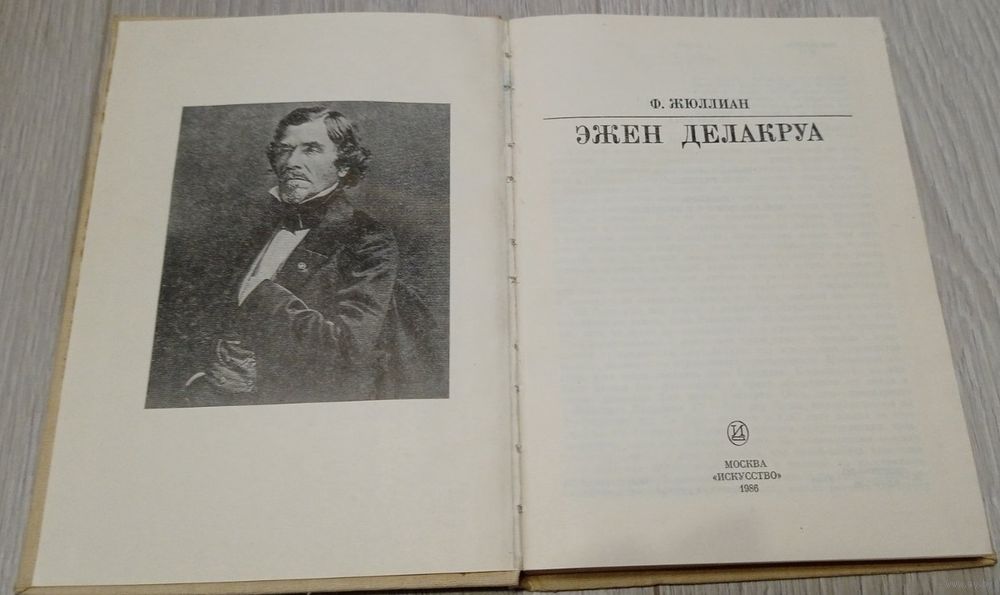 Ф. ЖЮЛЛИАН
ЭЖЕН ДЕЛАКРУА
МОСКВА
«ИСКУССТВО»
1986